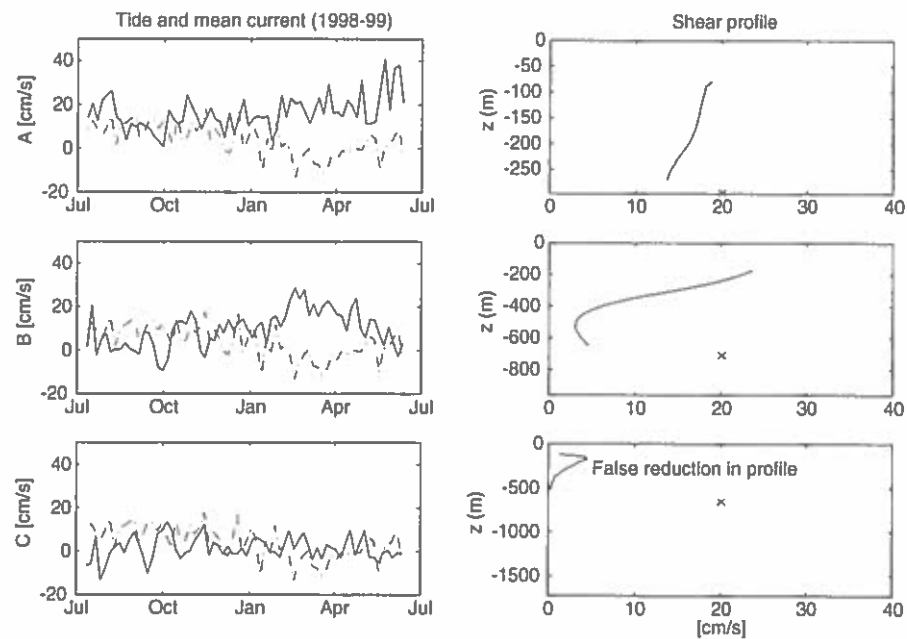 Tide and mean current (1998-99)
Shear profile
A [cm/s]
40
20
0
-20
Jul
Oct
Jan
Apr
Jul
z (m)
0
-50
-100
-150
-200
-250
0
10
20
30
40
B [cm/s]
40
20
0
-20
Jul
Oct
Jan
Apr
Jul
z (m)
0
-200
-400
-600
-800
0
10
20
30
40
C [cm/s]
40
20
0
-20
Jul
Oct
Jan
Apr
Jul
z (m)
0
-500
-1000
-1500
False reduction in profile
0
10
20
30
40
[cm/s]